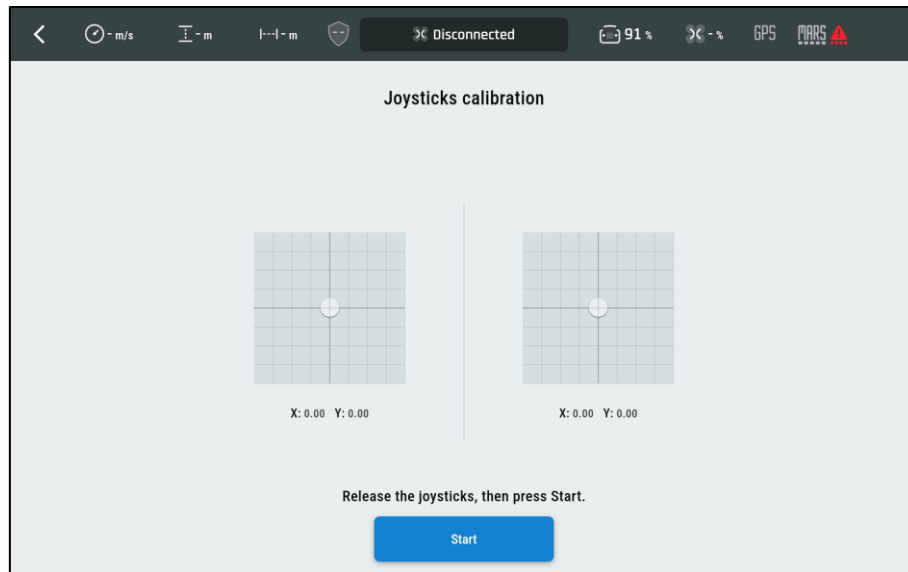 - m/s - m - m -- Disconnected 91 % - % GPS MARS
Joysticks calibration
X: 0.00 Y: 0.00 X: 0.00 Y: 0.00
Release the joysticks, then press Start.
Start